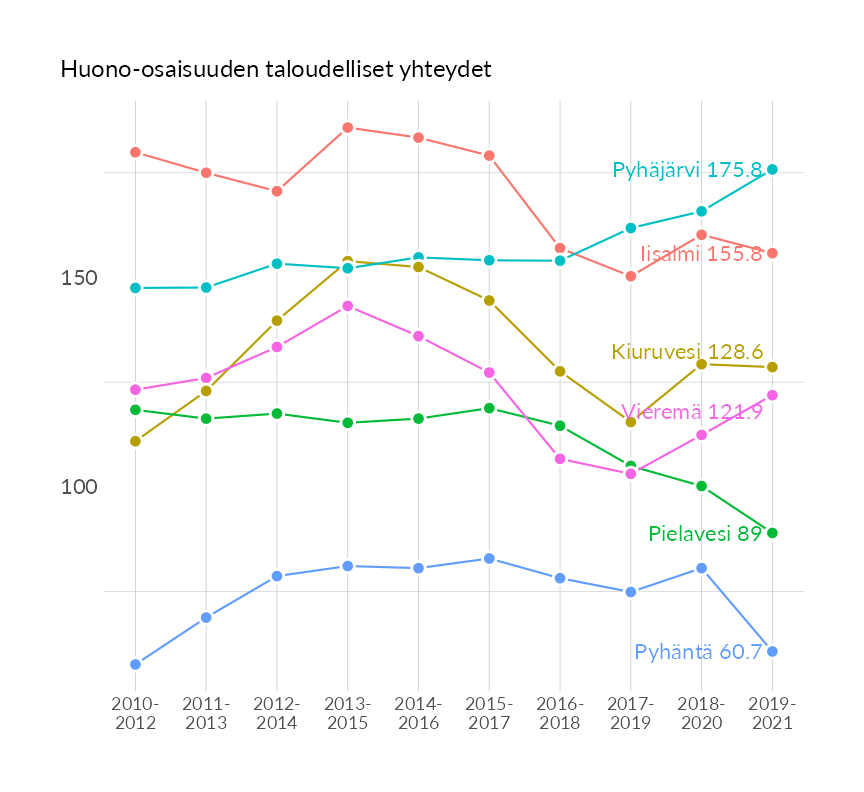 Huono-osaisuuden taloudelliset yhteydet
Pyhäjärvi 175.8
Iisalmi 155.8
150
Kiuruvesi 128.6
Vieremä 121.9
100
Pielavesi 89
Pyhäntä 60.7
2010-2012 2011-2013 2012-2014 2013-2015 2014-2016 2015-2017 2016-2018 2017-2019 2018-2020 2019-2021